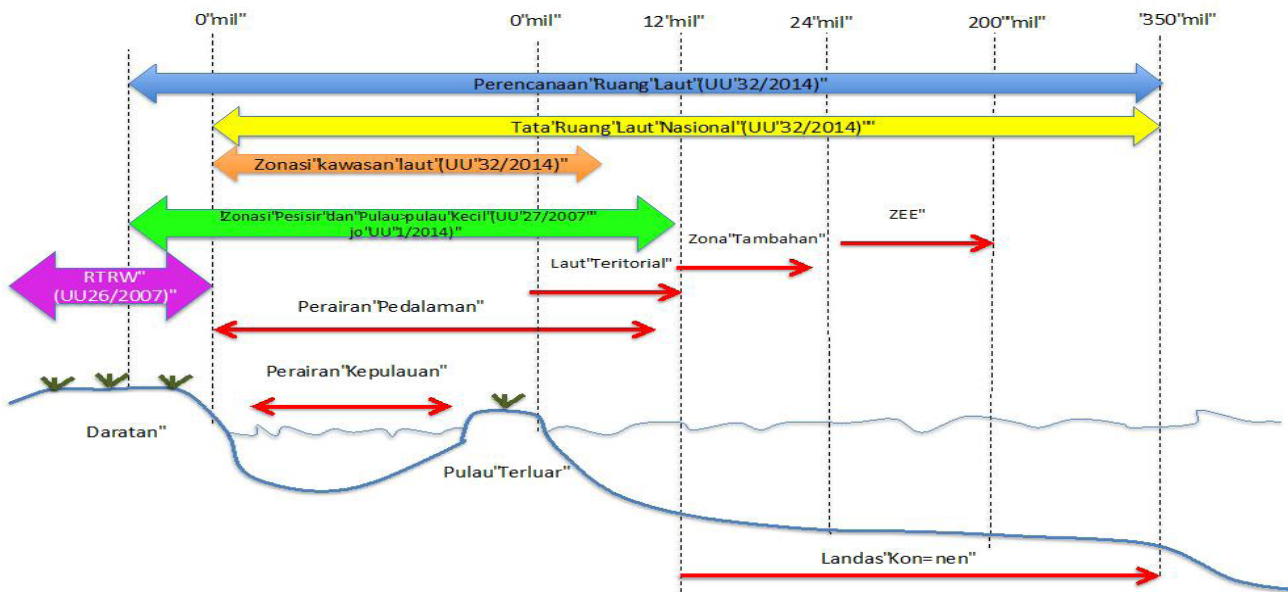 0"mil" 0"mil" 12"mil" 24"mil" 200"mil" "350"mil"
Perencanaan"Ruang"Laut"(UU"32/2014)"
Tata"Ruang"Laut"Nasional"(UU"32/2014)""
Zonasi"kawasan"laut"(UU"32/2014)"
Zonasi"Pesisir"dan"Pulau>pulau"Kecil"(UU"27/2007""
jo"UU"1/2014)"
ZEE"
Zona"Tambahan"
Laut"Teritorial"
RTRW"
(UU26/2007)"
Perairan"Pedalaman"
Perairan"Kepulauan"
Daratan"
Pulau"Terluar"
Landas"Kon=nen"